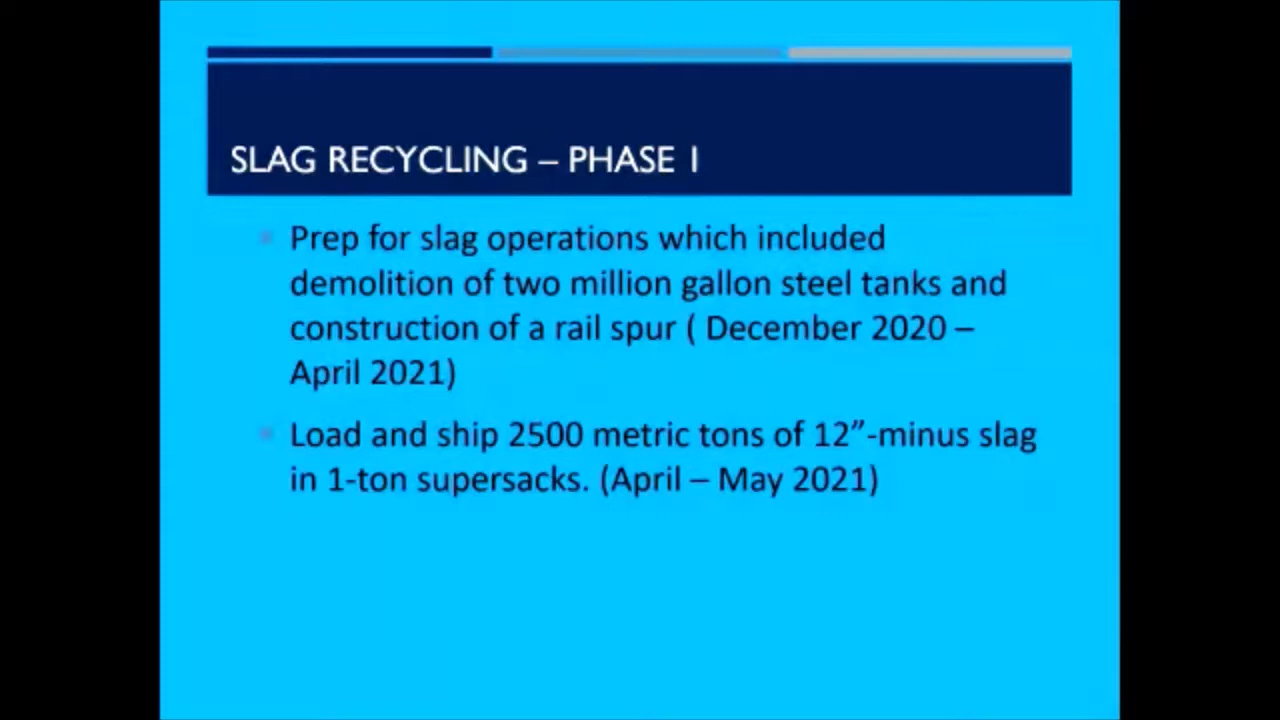 SLAG RECYCLING – PHASE 1
Prep for slag operations which included
demolition of two million gallon steel tanks and
construction of a rail spur ( December 2020 –
April 2021)
Load and ship 2500 metric tons of 12”-minus slag
in 1-ton supersacks. (April – May 2021)